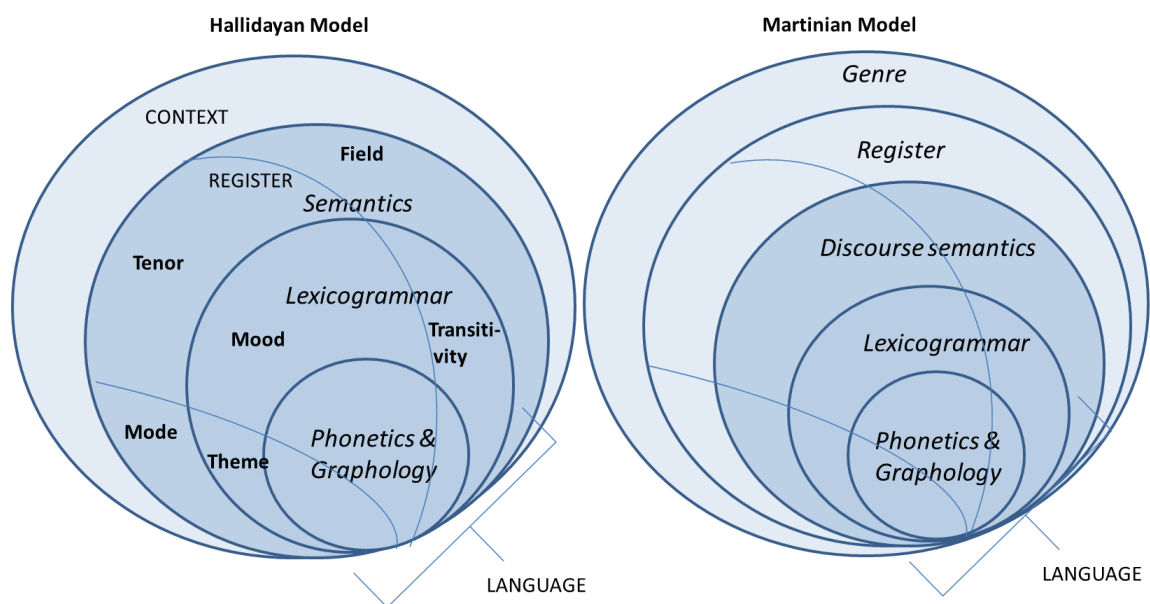 Hallidayan Model
CONTEXT
Field
REGISTER
Semantics
Tenor
Lexicogrammar
Mood
Transiti-
vity
Mode
Theme
Phonetics &
Graphology
LANGUAGE
Martinian Model
Genre
Register
Discourse semantics
Lexicogrammar
Phonetics &
Graphology
LANGUAGE